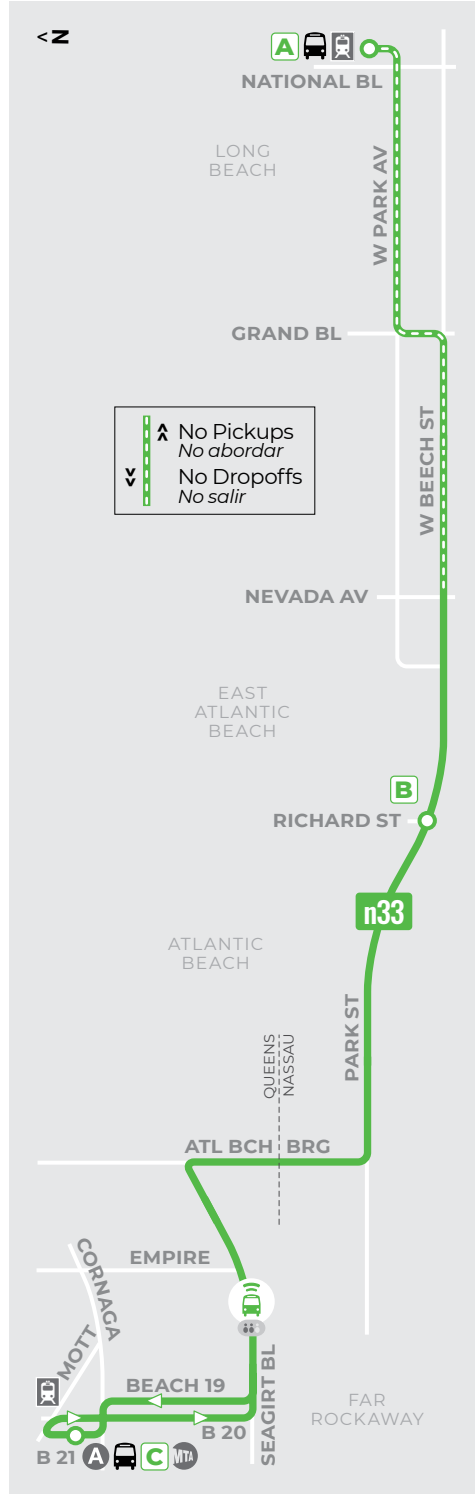 < N
A
NATIONAL BL
LONG
BEACH
W PARK AV
GRAND BL
No Pickups
No abordar
No Dropoffs
No salir
W BEECH ST
NEVADA AV
EAST
ATLANTIC
BEACH
B
RICHARD ST
n33
ATLANTIC
BEACH
PARK ST
QUEENS
NASSAU
ATL BCH BRG
EMPIRE
CORNAGA
MOTT
BEACH 19
B 20
SEAGIRT BL
FAR
ROCKAWAY
B 21 A C MTA